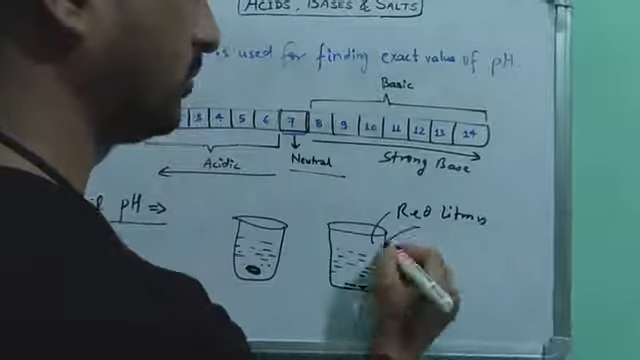 ACIDS, BASES & SALTS
is used for finding exact value of pH.
Basic
3 4 5 6 7 8 9 10 11 12 13 14
Acidic
Neutral
Strong Base
pH ⇒
Red Litmus